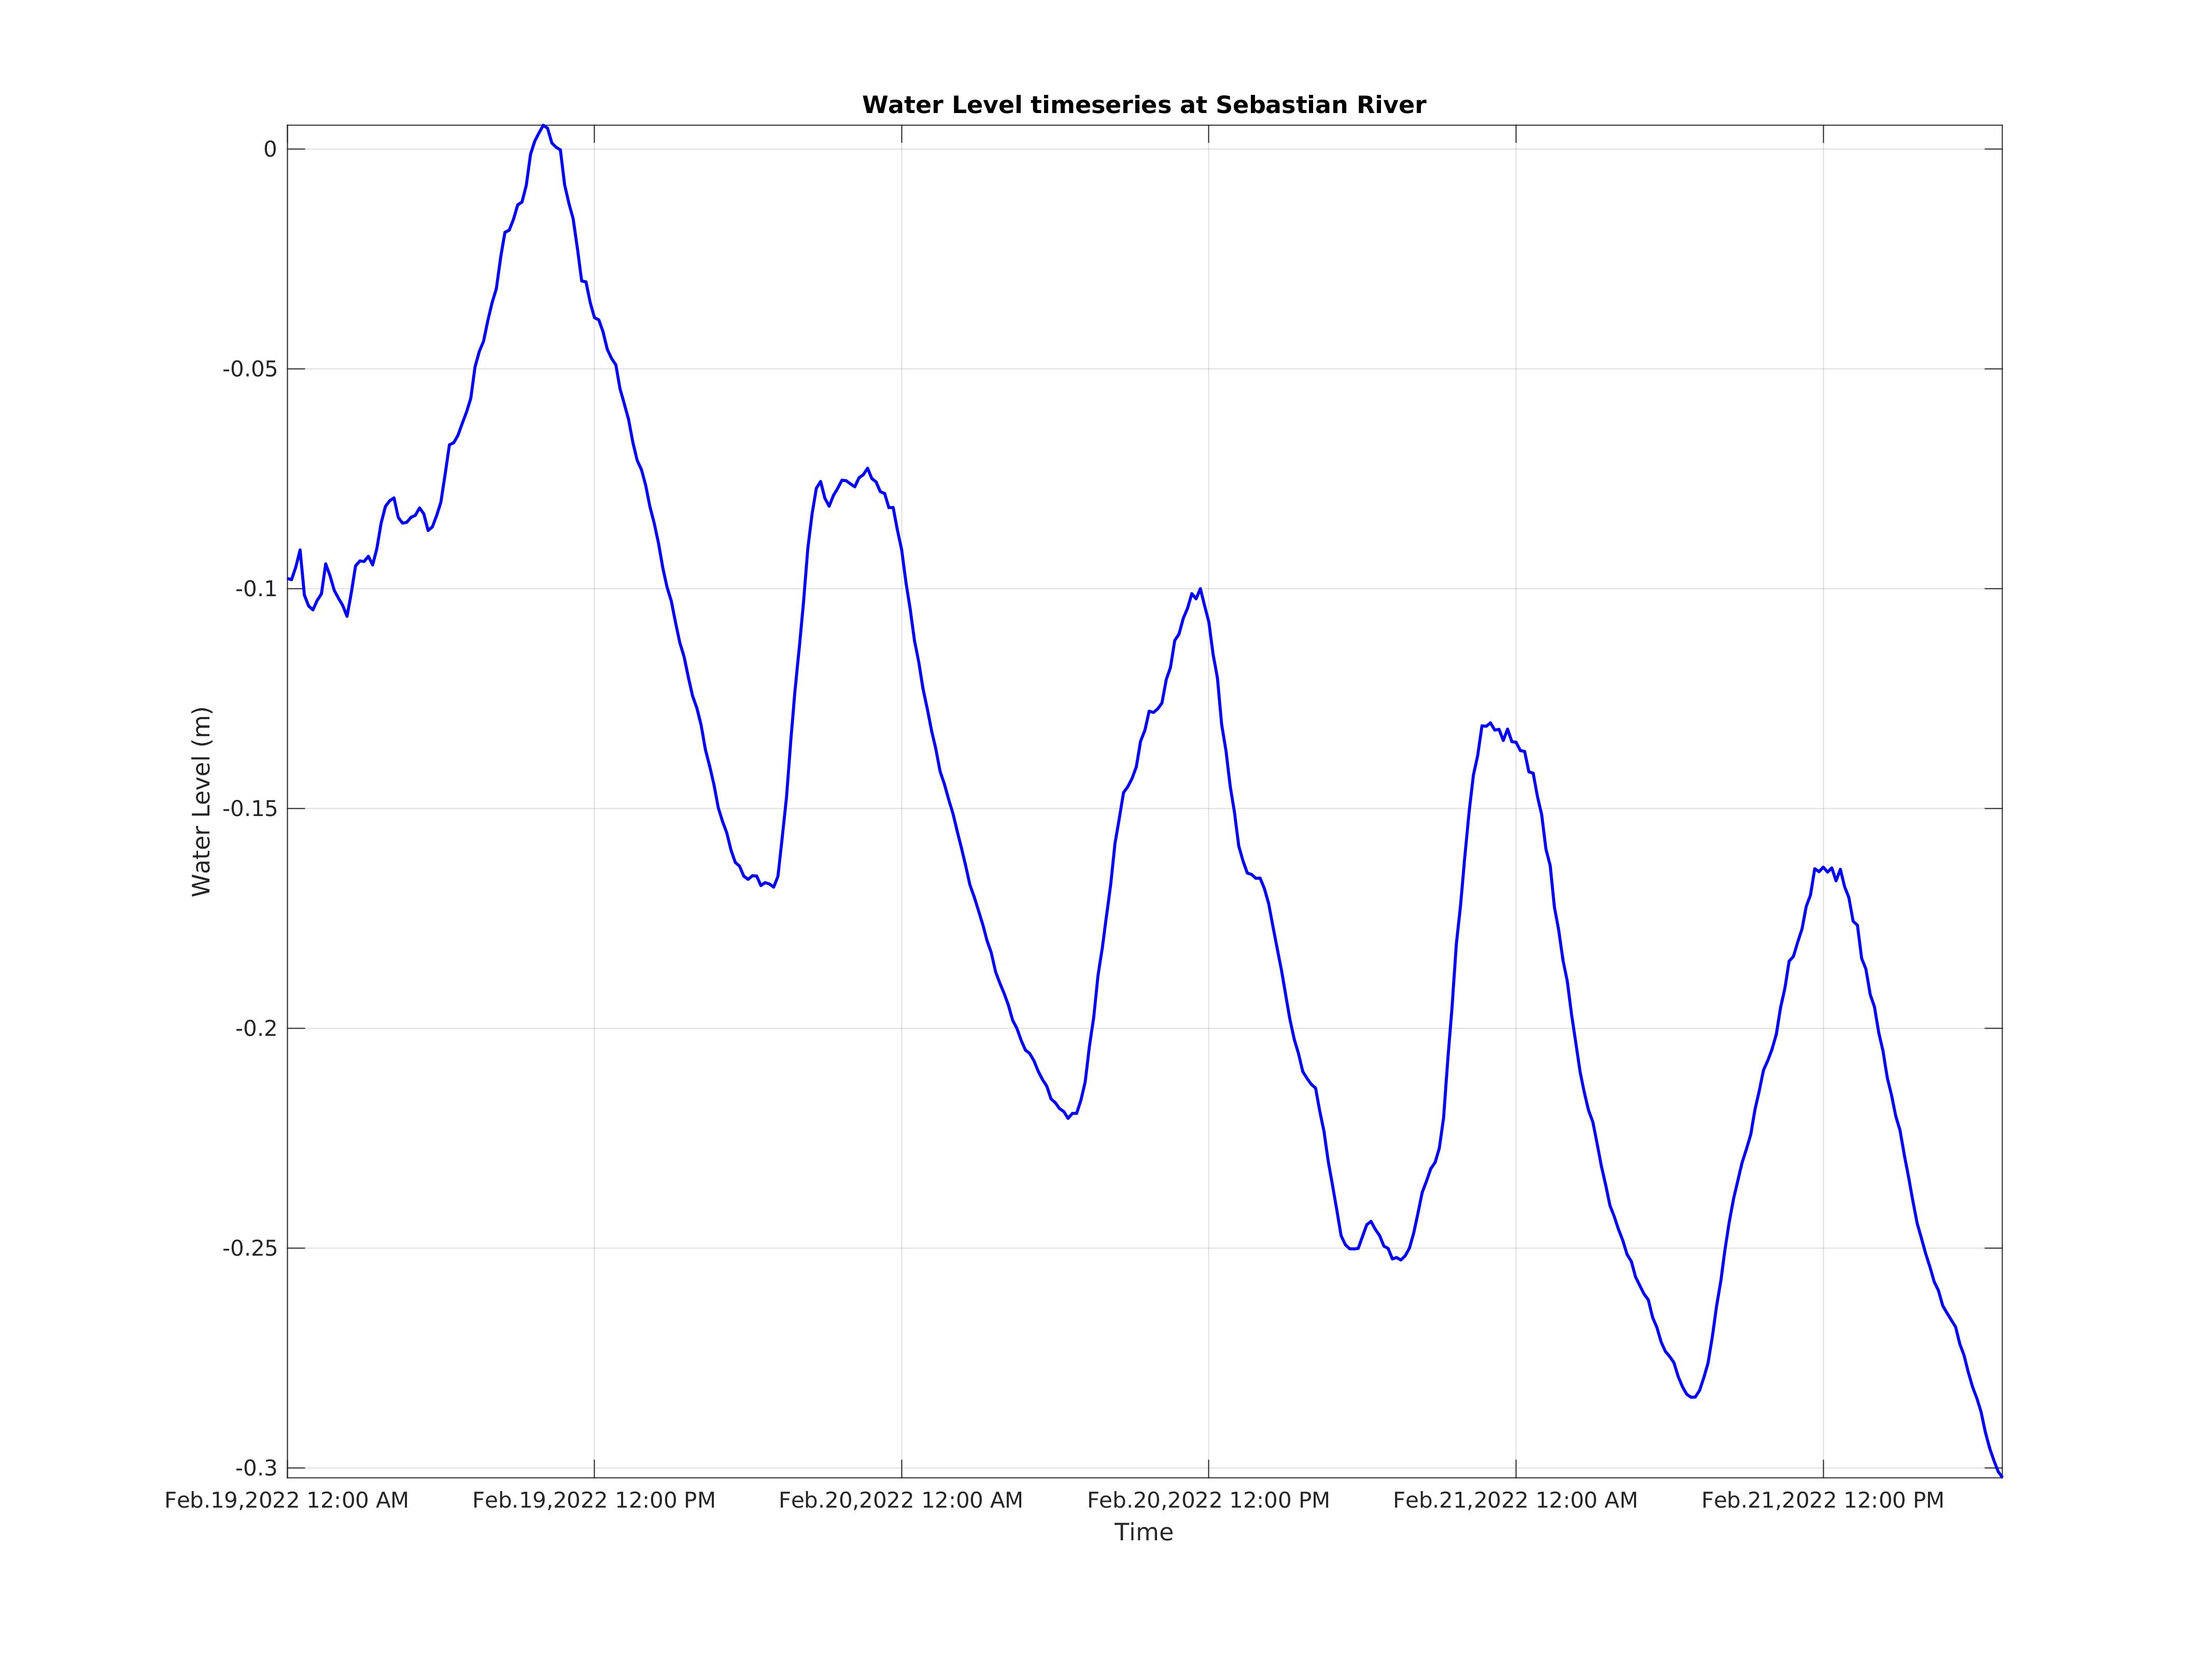 Water Level timeseries at Sebastian River
0
-0.05
-0.1
-0.15
-0.2
-0.25
-0.3
Water Level (m)
Feb.19,2022 12:00 AM
Feb.19,2022 12:00 PM
Feb.20,2022 12:00 AM
Feb.20,2022 12:00 PM
Feb.21,2022 12:00 AM
Feb.21,2022 12:00 PM
Time